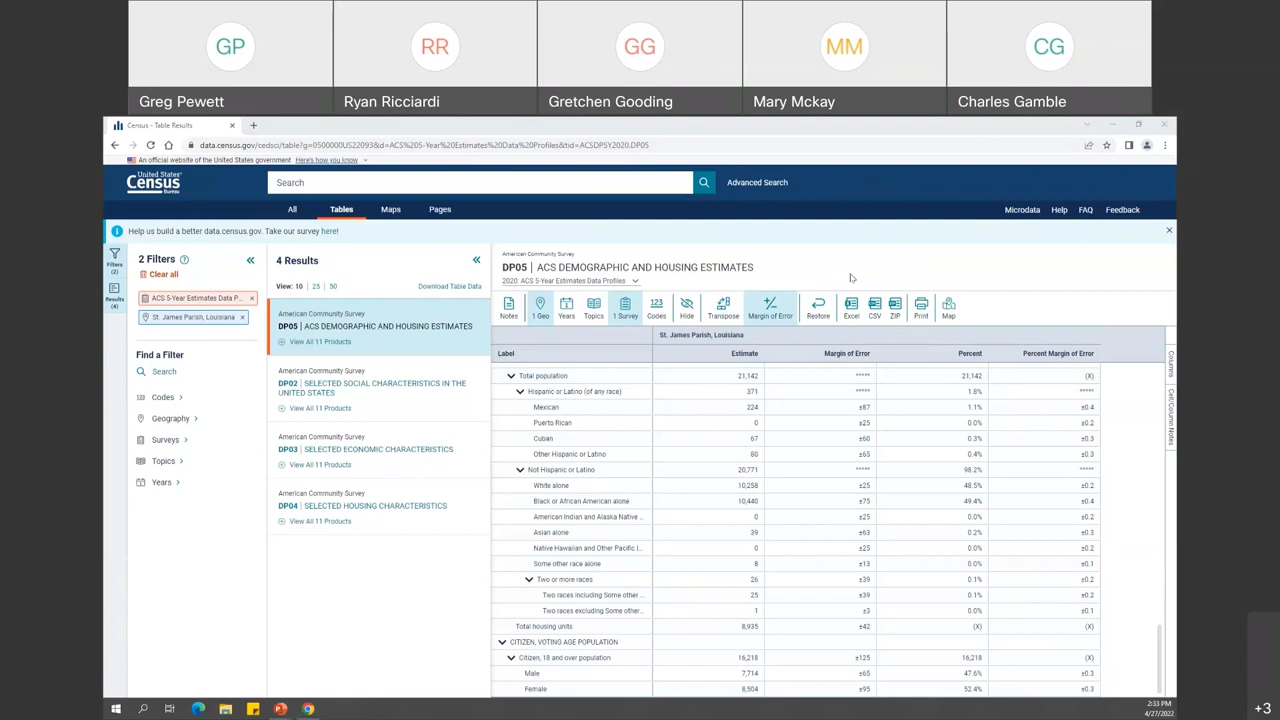 GP
RR
GG
MM
CG
Greg Pewett
Ryan Ricciardi
Gretchen Gooding
Mary Mckay
Charles Gamble
Census - Table Results
data.census.gov/cedsci/table?g=0500000US22093&d=ACS%205-Year%20Estimates%20Data%20Profiles&tid=ACSDP5Y2020.DP05
An official website of the United States government Here's how you know
United States®
Census
Bureau
Search
Advanced Search
All Tables Maps Pages
Microdata Help FAQ Feedback
Help us build a better data.census.gov. Take our survey here!
Filters
(2)
Results
(4)
2 Filters
Clear all
ACS 5-Year Estimates Data P...
St. James Parish, Louisiana
Find a Filter
Search
Codes
Geography
Surveys
Topics
Years
4 Results
View: 10 | 25 | 50 Download Table Data
American Community Survey
DP05 | ACS DEMOGRAPHIC AND HOUSING ESTIMATES
View All 11 Products
American Community Survey
DP02 | SELECTED SOCIAL CHARACTERISTICS IN THE
UNITED STATES
View All 11 Products
American Community Survey
DP03 | SELECTED ECONOMIC CHARACTERISTICS
View All 11 Products
American Community Survey
DP04 | SELECTED HOUSING CHARACTERISTICS
View All 11 Products
American Community Survey
DP05 | ACS DEMOGRAPHIC AND HOUSING ESTIMATES
2020: ACS 5-Year Estimates Data Profiles
Notes 1 Geo Years Topics 1 Survey Codes Hide Transpose Margin of Error Restore Excel CSV ZIP Print Map
St. James Parish, Louisiana
Label Estimate Margin of Error Percent Percent Margin of Error
Total population 21,142 ***** 21,142 (X)
Hispanic or Latino (of any race) 371 ***** 1.8% *****
Mexican 224 ±87 1.1% ±0.4
Puerto Rican 0 ±25 0.0% ±0.2
Cuban 67 ±60 0.3% ±0.3
Other Hispanic or Latino 80 ±65 0.4% ±0.3
Not Hispanic or Latino 20,771 ***** 98.2% *****
White alone 10,258 ±25 48.5% ±0.2
Black or African American alone 10,440 ±75 49.4% ±0.4
American Indian and Alaska Native ... 0 ±25 0.0% ±0.2
Asian alone 39 ±63 0.2% ±0.3
Native Hawaiian and Other Pacific I... 0 ±25 0.0% ±0.2
Some other race alone 8 ±13 0.0% ±0.1
Two or more races 26 ±39 0.1% ±0.2
Two races including Some other ... 25 ±39 0.1% ±0.2
Two races excluding Some other... 1 ±3 0.0% ±0.1
Total housing units 8,935 ±42 (X) (X)
CITIZEN, VOTING AGE POPULATION
Citizen, 18 and over population 16,218 ±125 16,218 (X)
Male 7,714 ±65 47.6% ±0.3
Female 8,504 ±95 52.4% ±0.3
Columns
Cell/Column Notes
2:33 PM
4/27/2022
+3